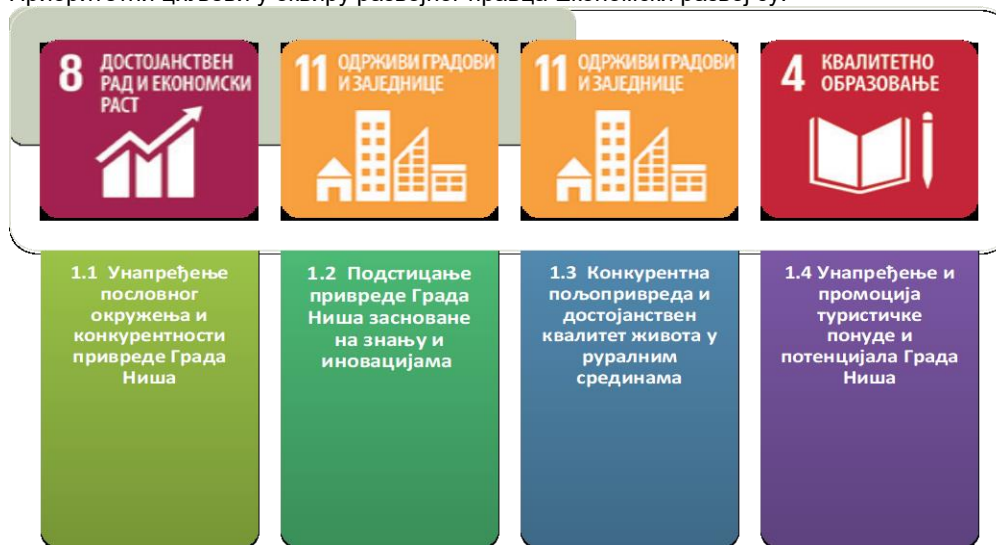 8 ДОСТОЈАНСТВЕН
РАД И ЕКОНОМСКИ
РАСТ
11 ОДРЖИВИ ГРАДОВИ
И ЗАЈЕДНИЦЕ
11 ОДРЖИВИ ГРАДОВИ
И ЗАЈЕДНИЦЕ
4 КВАЛИТЕТНО
ОБРАЗОВАЊЕ
1.1 Унапређење
пословног
окружења и
конкурентности
привреде Града
Ниша
1.2 Подстицање
привреде Града
Ниша засноване
на знању и
иновацијама
1.3 Конкурентна
пољопривреда и
достојанствен
квалитет живота у
руралним
срединама
1.4 Унапређење и
промоција
туристичке
понуде и
потенцијала Града
Ниша